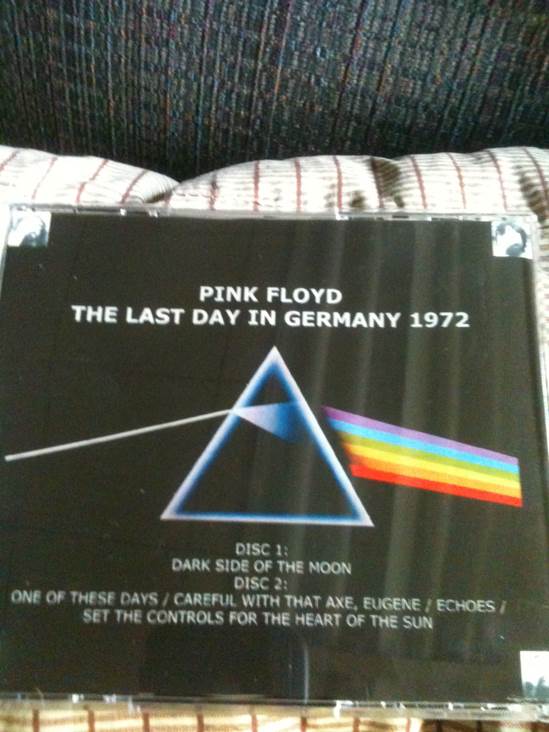 PINK FLOYD
THE LAST DAY IN GERMANY 1972
DISC 1:
DARK SIDE OF THE MOON
DISC 2:
ONE OF THESE DAYS / CAREFUL WITH THAT AXE, EUGENE / ECHOES /
SET THE CONTROLS FOR THE HEART OF THE SUN